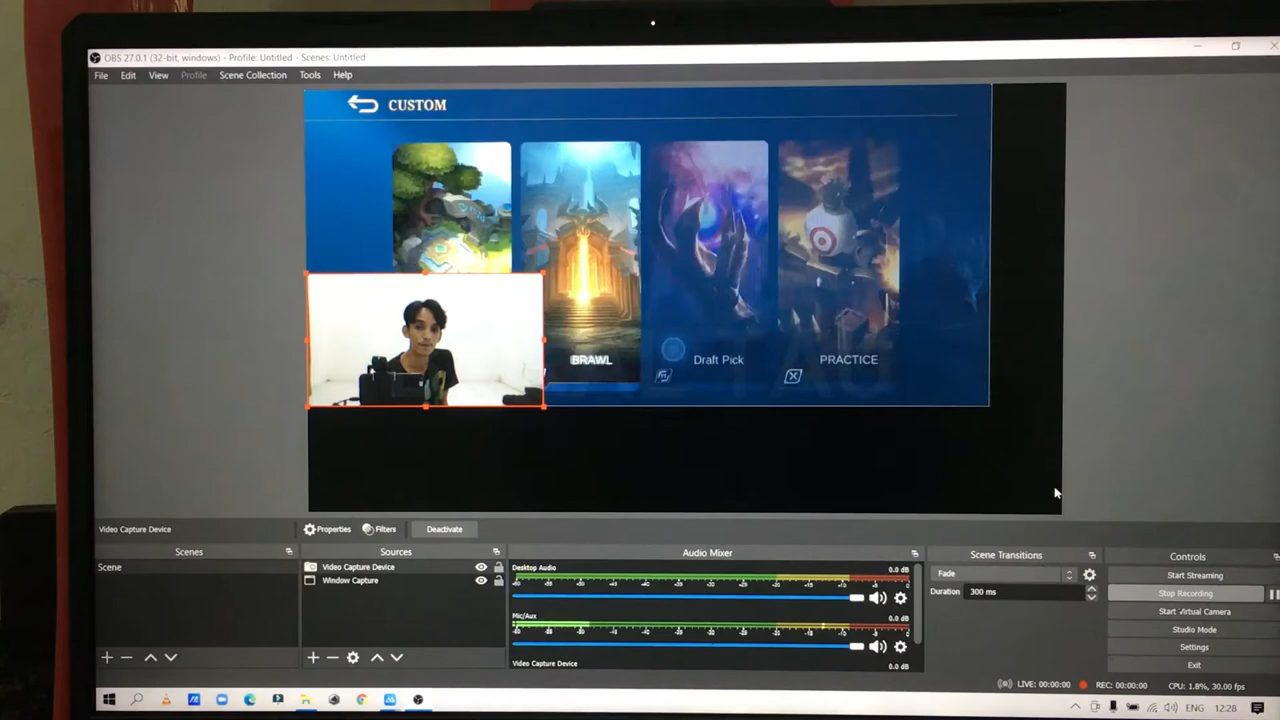 OBS 27.0.1 (32-bit, windows) - Profile: Untitled - Scenes: Untitled
File Edit View Profile Scene Collection Tools Help
CUSTOM
BRAWL
Draft Pick
PRACTICE
Video Capture Device
Properties Filters Deactivate
Scenes
Scene
Sources
Video Capture Device
Window Capture
Audio Mixer
Desktop Audio 0.0 dB
Mic/Aux 0.0 dB
Video Capture Device 0.0 dB
Scene Transitions
Fade
Duration 300 ms
Controls
Start Streaming
Stop Recording
Start Virtual Camera
Studio Mode
Settings
Exit
LIVE: 00:00:00 REC: 00:00:00 CPU: 1.8%, 30.00 fps
ENG 12:28